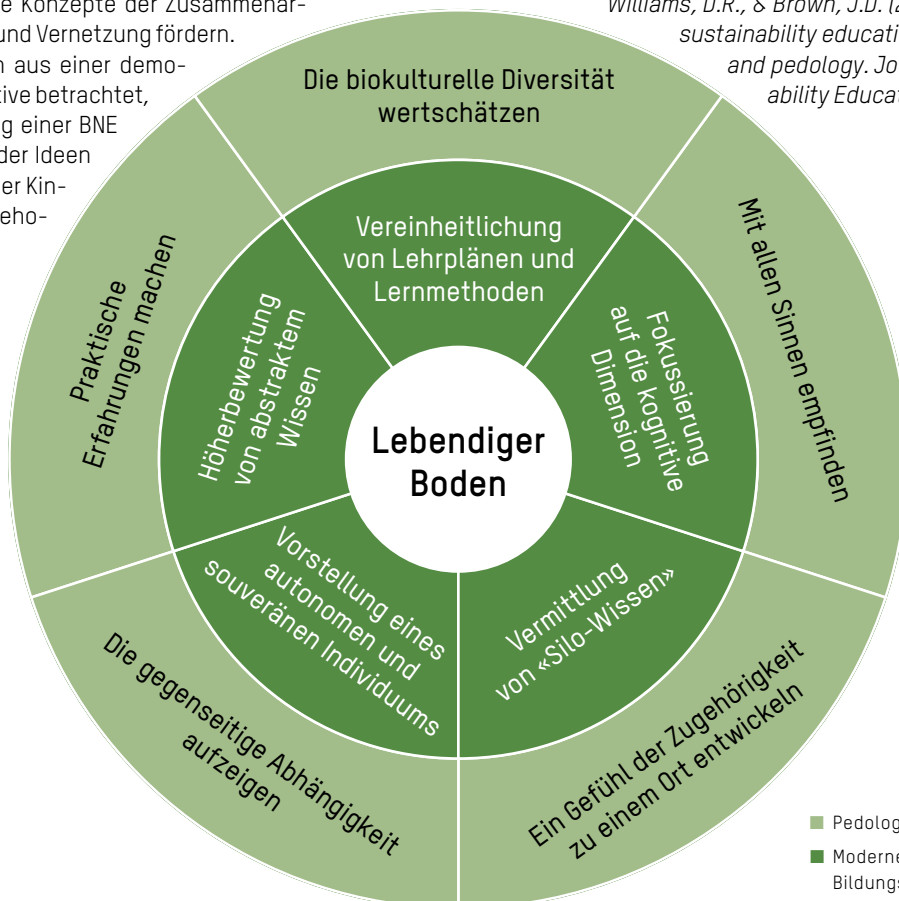 e Konzepte der Zusammenar-
und Vernetzung fördern.
aus einer demo-
tive betrachtet,
g einer BNE
der Ideen
er Kin-
eho-
Williams, D.R., & Brown, J.D. (2
sustainability educati
and pedology. Jo
ability Educat
Die biokulturelle Diversität
wertschätzen
Mit allen Sinnen empfinden
Ein Gefühl der Zugehörigkeit
zu einem Ort entwickeln
Die gegenseitige Abhängigkeit
aufzeigen
Praktische
Erfahrungen machen
Vereinheitlichung
von Lehrplänen und
Lernmethoden
Fokussierung
auf die kognitive
Dimension
Vermittlung
von «Silo-Wissen»
Vorstellung eines
autonomen und
souveränen Individuums
Höherbewertung
von abstraktem
Wissen
Lebendiger
Boden
Pedolog
Moderne
Bildungs